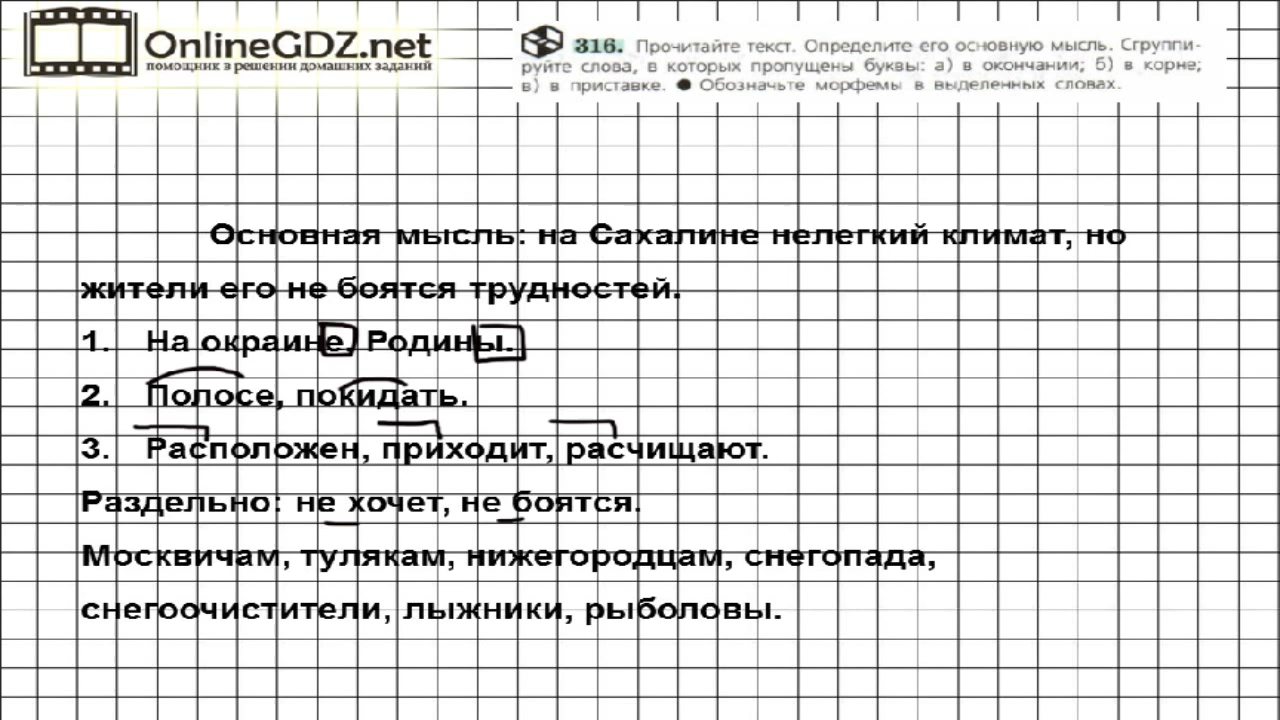 OnlineGDZ.net
помощник в решении домашних заданий
316. Прочитайте текст. Определите его основную мысль. Сгруппи-
руйте слова, в которых пропущены буквы: а) в окончании; б) в корне;
в) в приставке. ● Обозначьте морфемы в выделенных словах.
Основная мысль: на Сахалине нелегкий климат, но
жители его не боятся трудностей.
1. На окраине, Родины.
2. Полосе, покидать.
3. Расположен, приходит, расчищают.
Раздельно: не хочет, не боятся.
Москвичам, тулякам, нижегородцам, снегопада,
снегоочистители, лыжники, рыболовы.